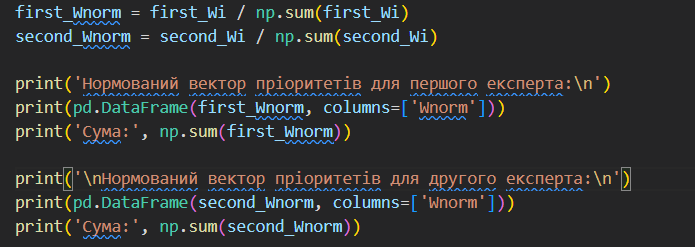 first_Wnorm = first_Wi / np.sum(first_Wi)
second_Wnorm = second_Wi / np.sum(second_Wi)
print('Нормований вектор пріоритетів для першого експерта:\n')
print(pd.DataFrame(first_Wnorm, columns=['Wnorm']))
print('Сума:', np.sum(first_Wnorm))
print('\nНормований вектор пріоритетів для другого експерта:\n')
print(pd.DataFrame(second_Wnorm, columns=['Wnorm']))
print('Сума:', np.sum(second_Wnorm))